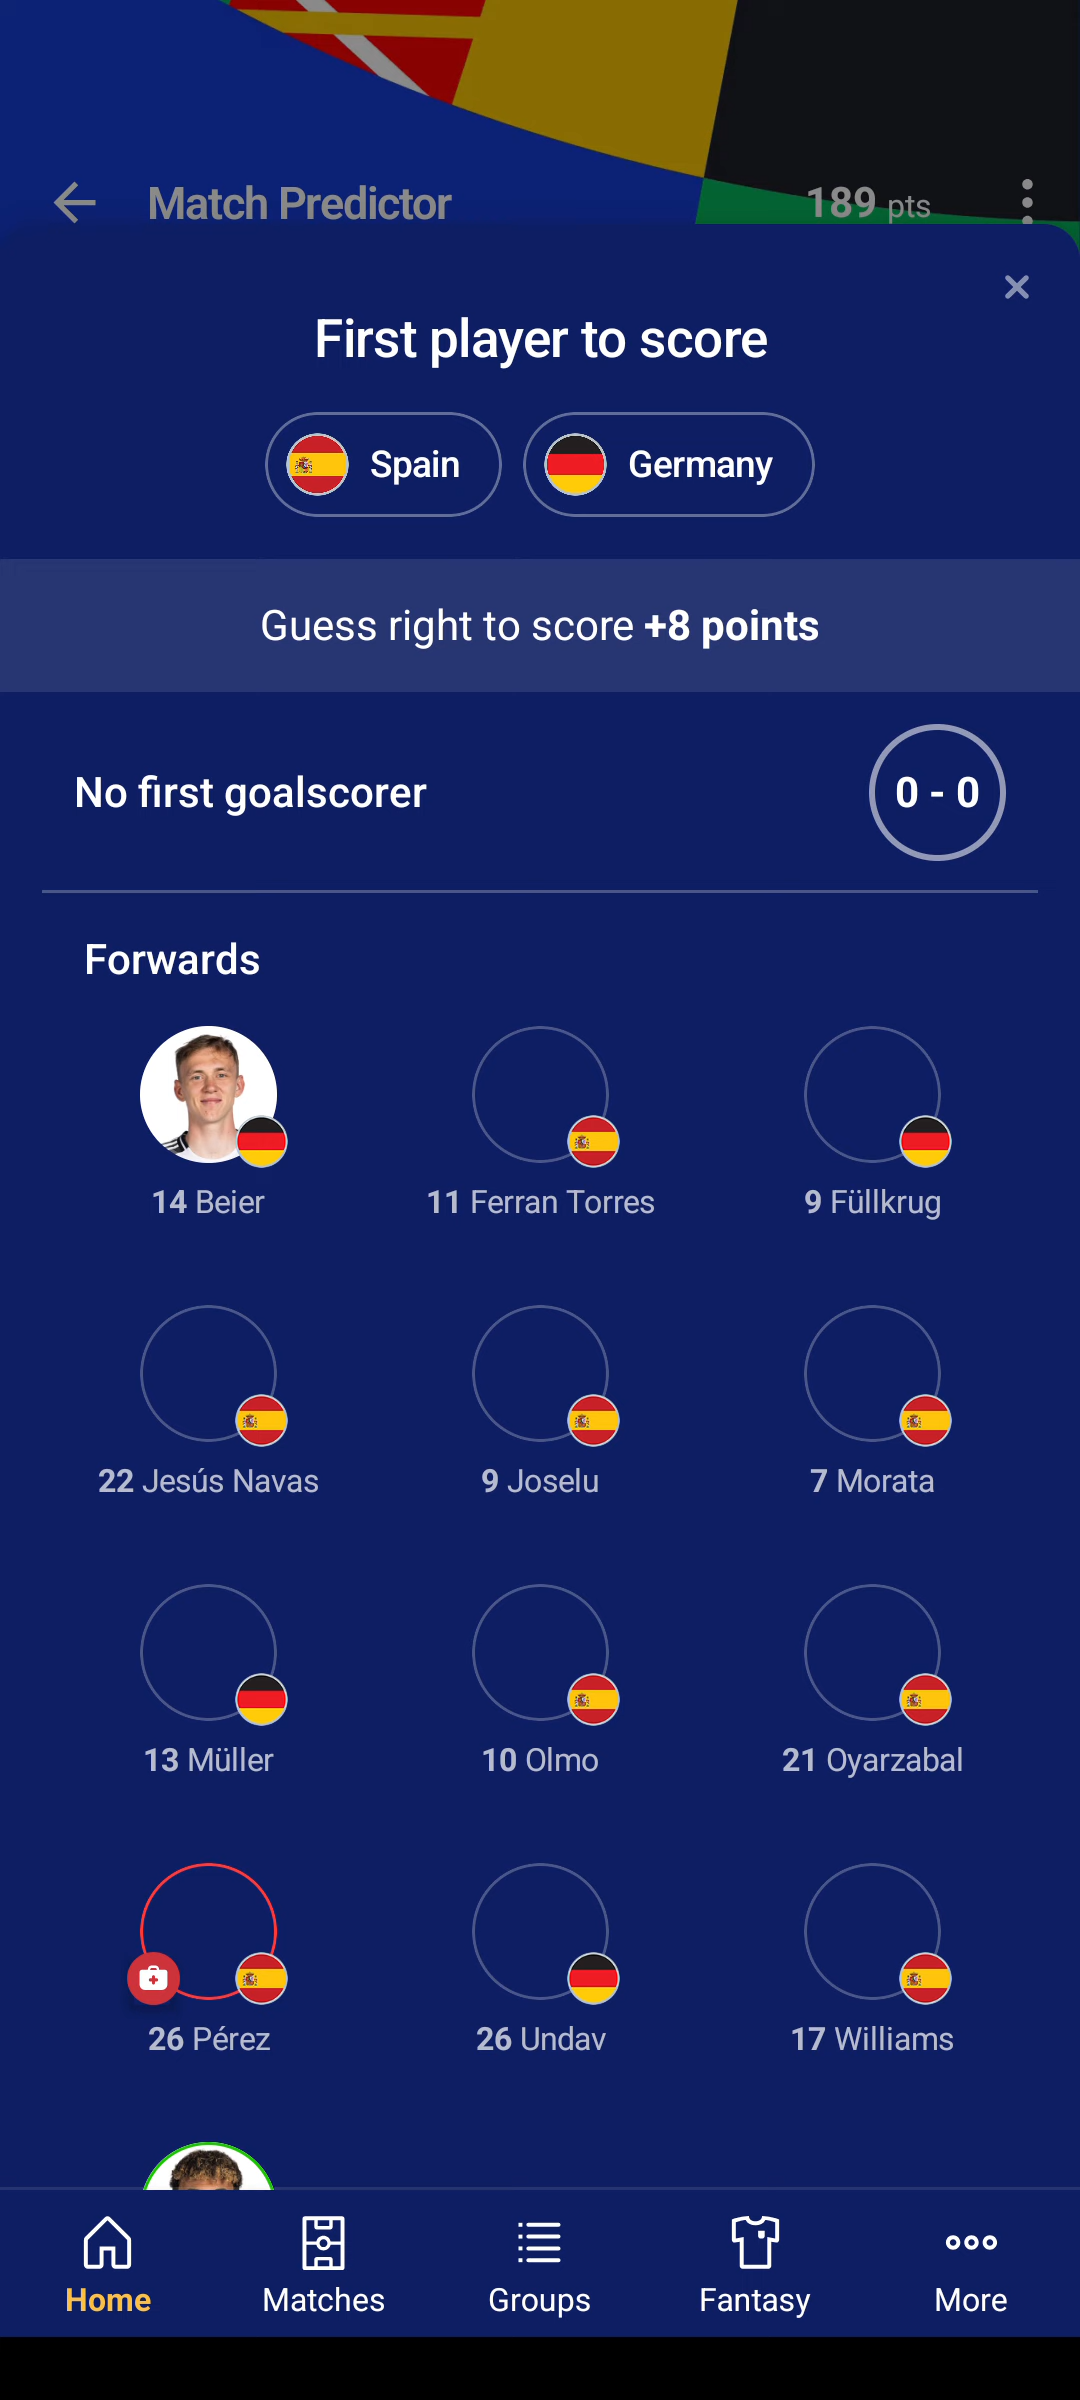 Match Predictor
189 pts
First player to score
Spain
Germany
Guess right to score +8 points
No first goalscorer
0 - 0
Forwards
14 Beier
11 Ferran Torres
9 Füllkrug
22 Jesús Navas
9 Joselu
7 Morata
13 Müller
10 Olmo
21 Oyarzabal
26 Pérez
26 Undav
17 Williams
Home
Matches
Groups
Fantasy
More